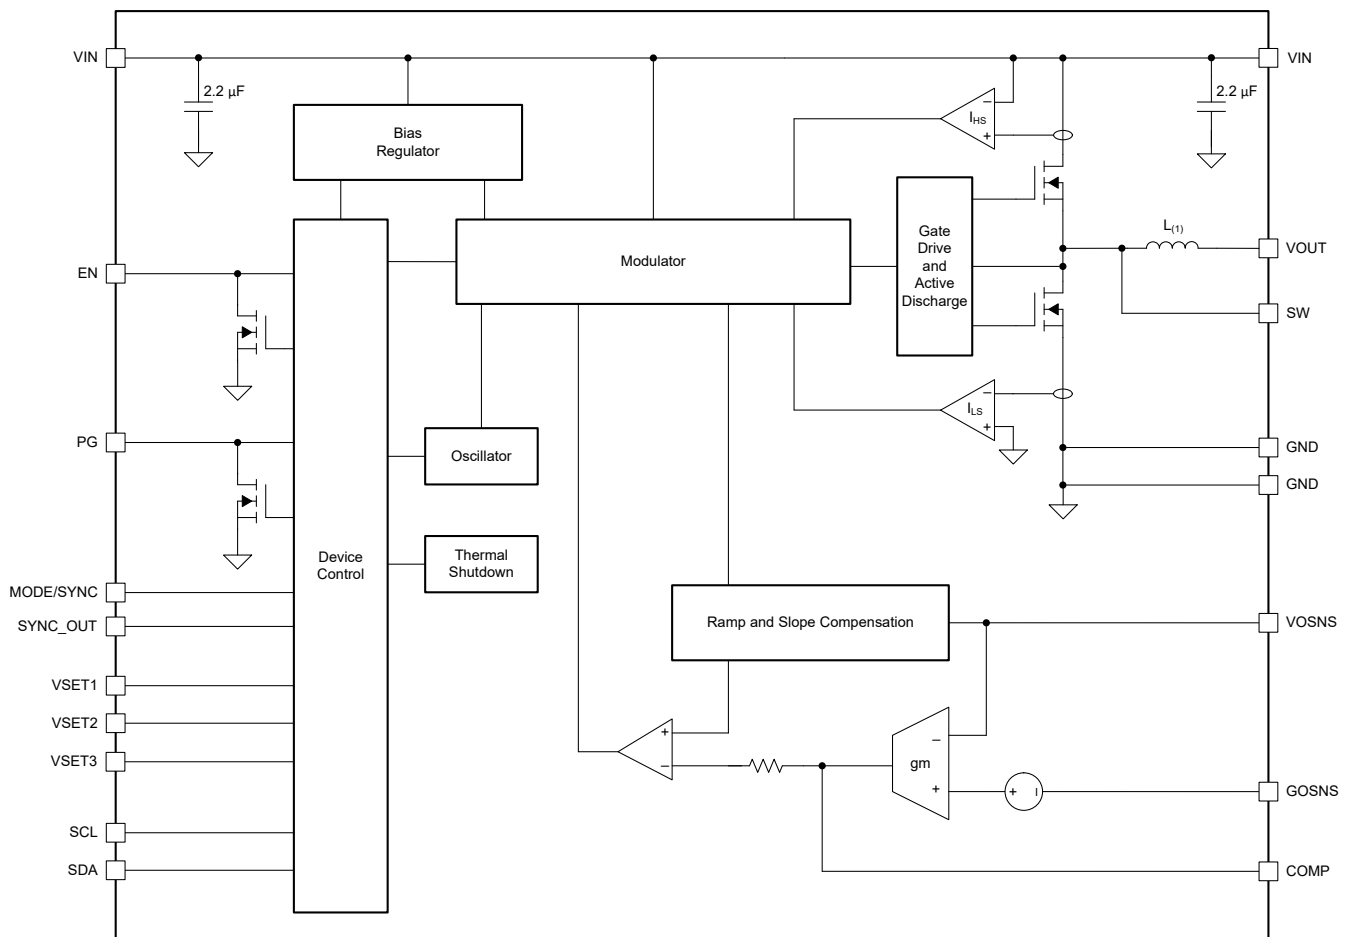 VIN
2.2 µF
Bias
Regulator
I_HS
−
+
2.2 µF
VIN
EN
Modulator
Gate
Drive
and
Active
Discharge
L(1)
VOUT
SW
I_LS
−
+
PG
Oscillator
GND
GND
Device
Control
Thermal
Shutdown
MODE/SYNC
SYNC_OUT
Ramp and Slope Compensation
VOSNS
VSET1
VSET2
VSET3
+
−
gm
−
+
+ −
GOSNS
SCL
SDA
COMP